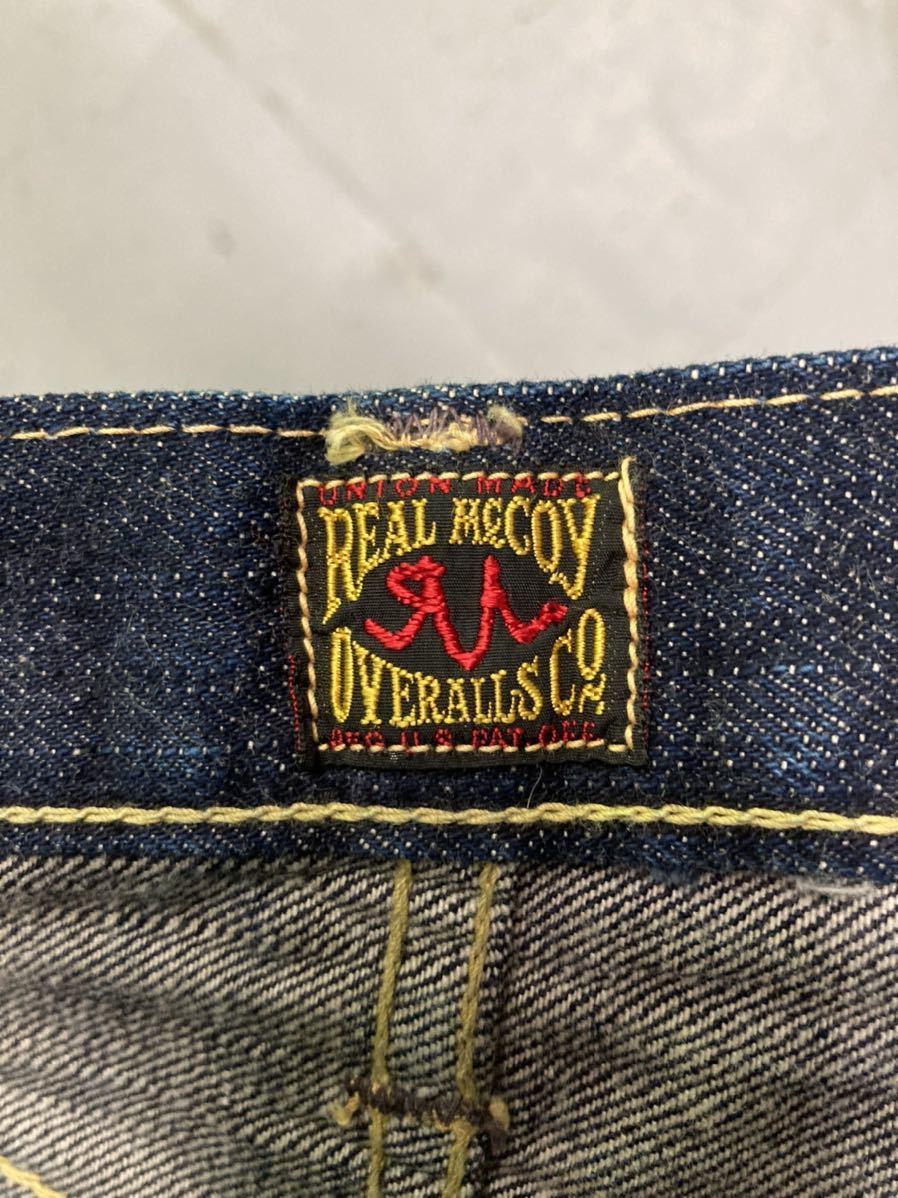 UNION MADE
REAL McCOY
OVERALLS CO
REG U.S. PAT. OFF.